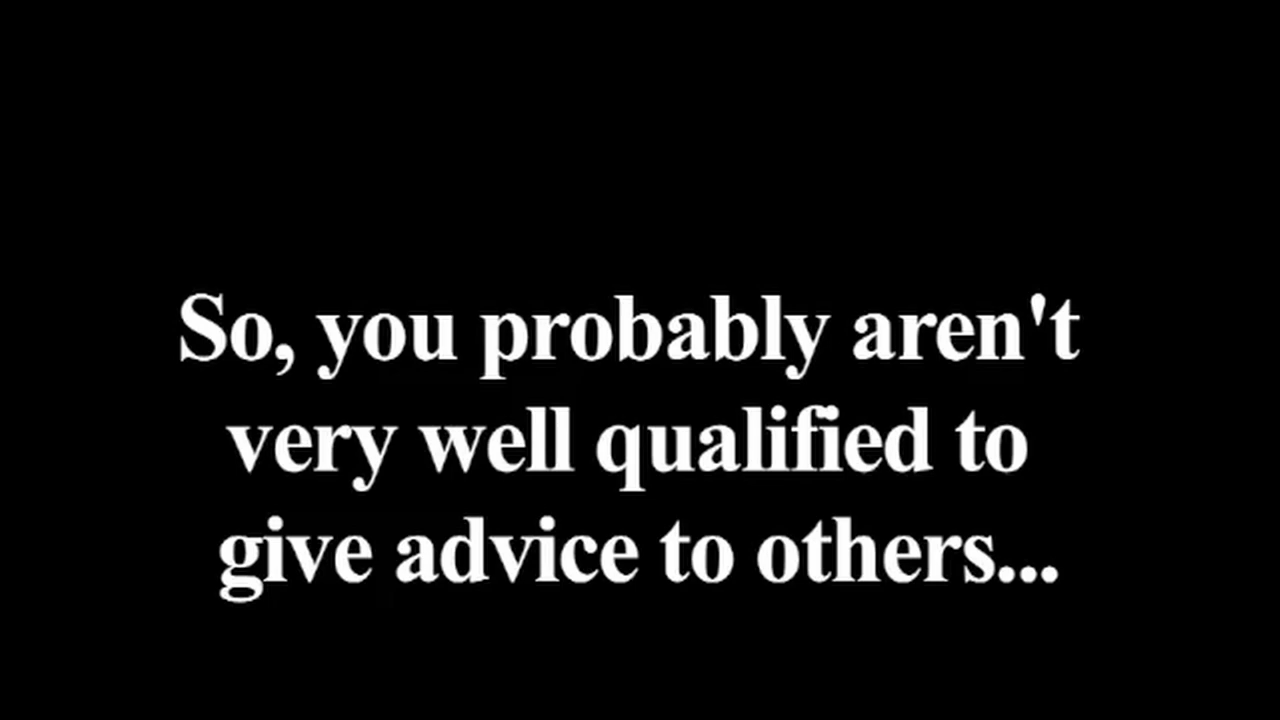 So, you probably aren't
very well qualified to
give advice to others...